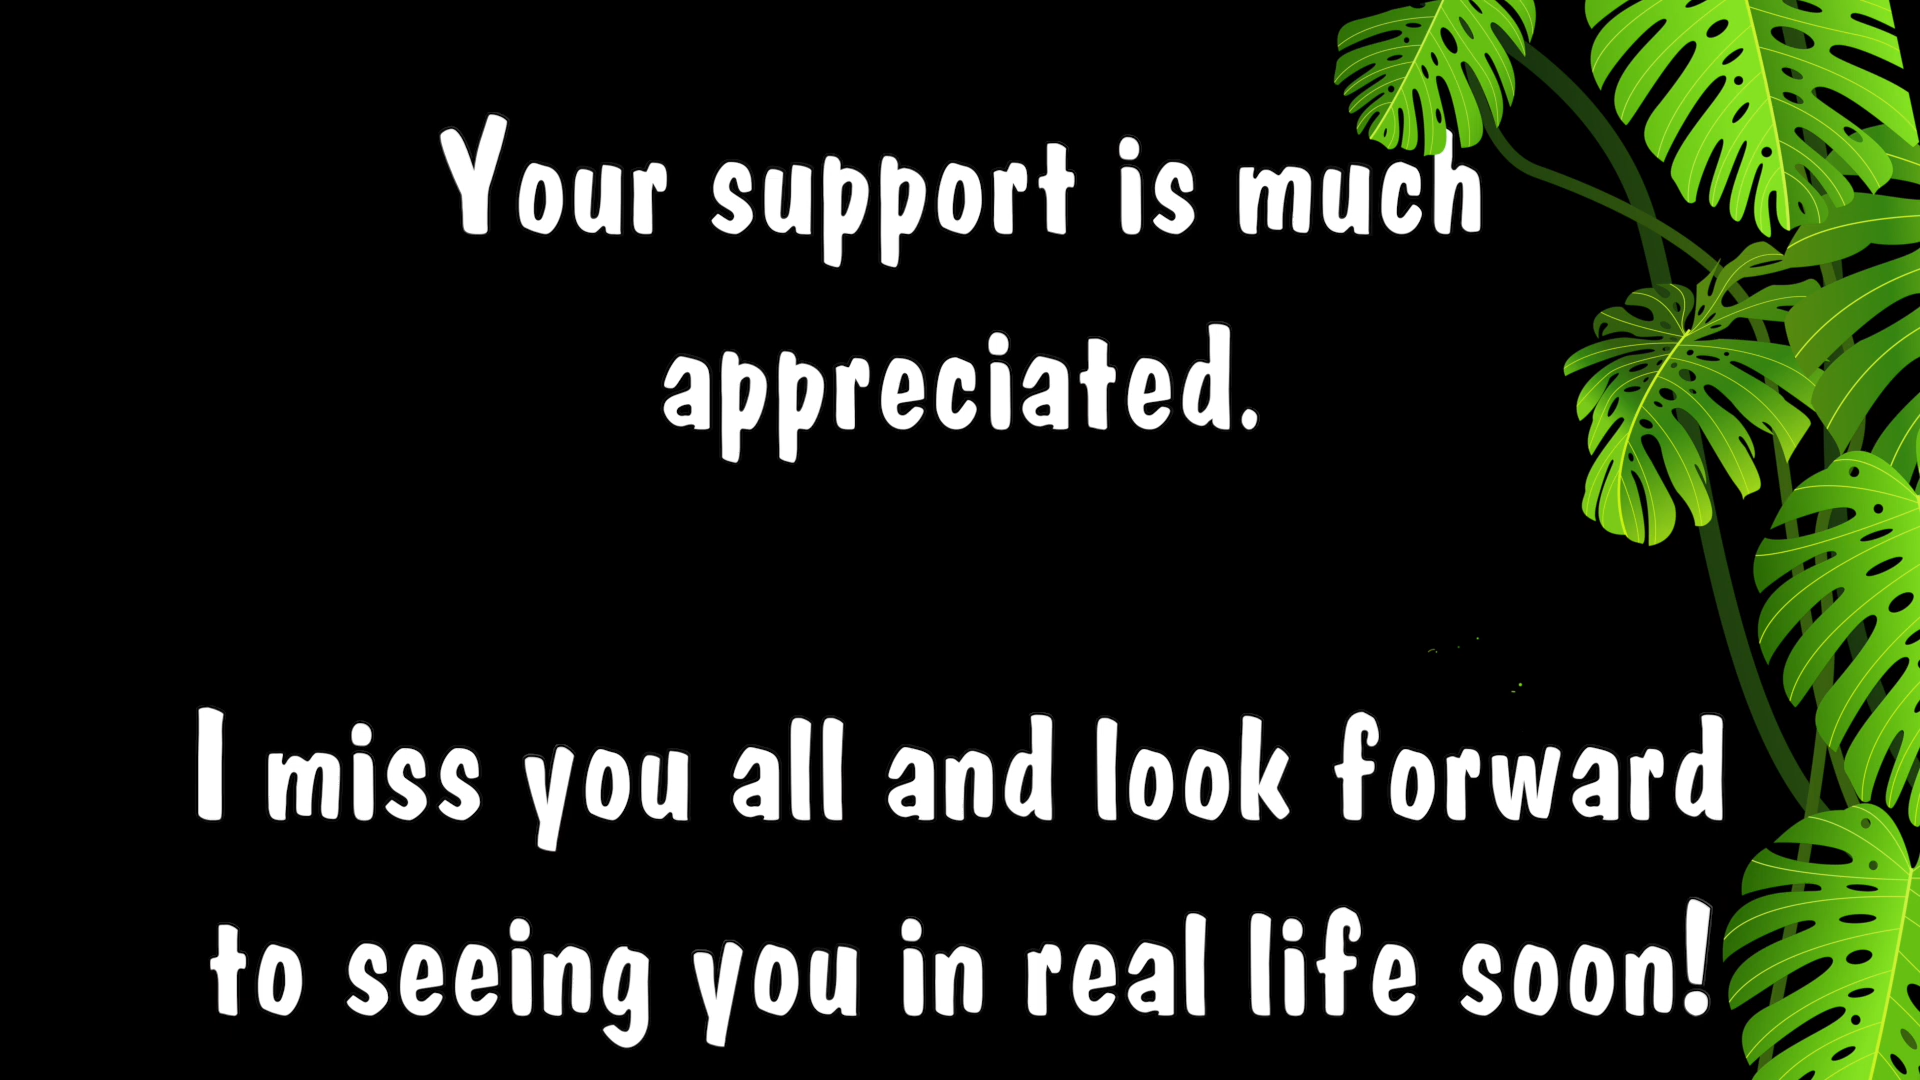 Your support is much
appreciated.
I miss you all and look forward
to seeing you in real life soon!